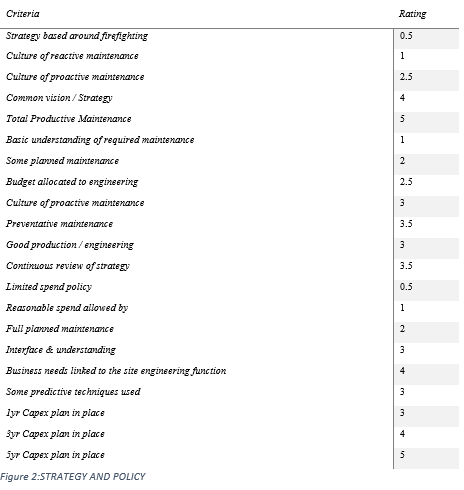 Criteria Rating
Strategy based around firefighting 0.5
Culture of reactive maintenance 1
Culture of proactive maintenance 2.5
Common vision / Strategy 4
Total Productive Maintenance 5
Basic understanding of required maintenance 1
Some planned maintenance 2
Budget allocated to engineering 2.5
Culture of proactive maintenance 3
Preventative maintenance 3.5
Good production / engineering 3
Continuous review of strategy 3.5
Limited spend policy 0.5
Reasonable spend allowed by 1
Full planned maintenance 2
Interface & understanding 3
Business needs linked to the site engineering function 4
Some predictive techniques used 3
1yr Capex plan in place 3
3yr Capex plan in place 4
5yr Capex plan in place 5
Figure 2:STRATEGY AND POLICY